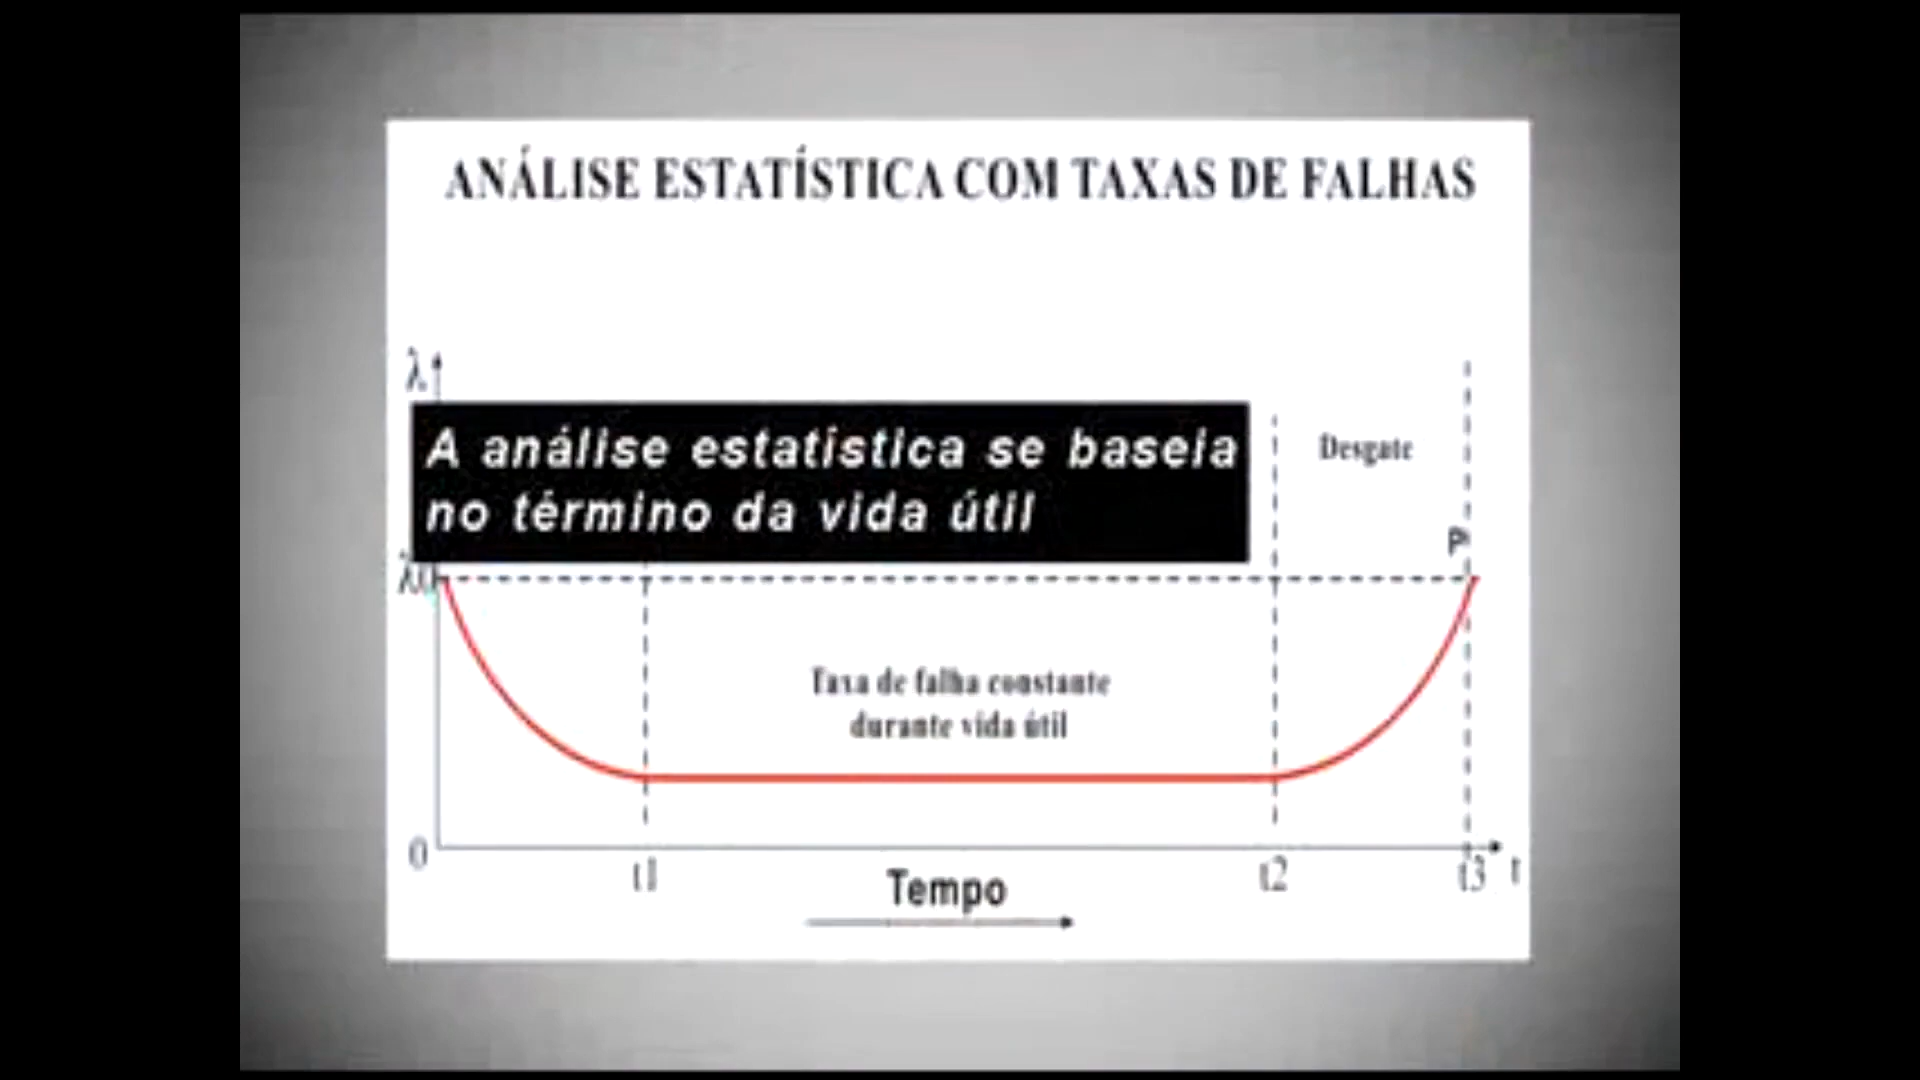 ANÁLISE ESTATÍSTICA COM TAXAS DE FALHAS
λ
A análise estatistica se baseia
no término da vida útil
Desgate
P
λ0
Taxa de falha constante
durante vida útil
0
t1
t2
t3
t
Tempo